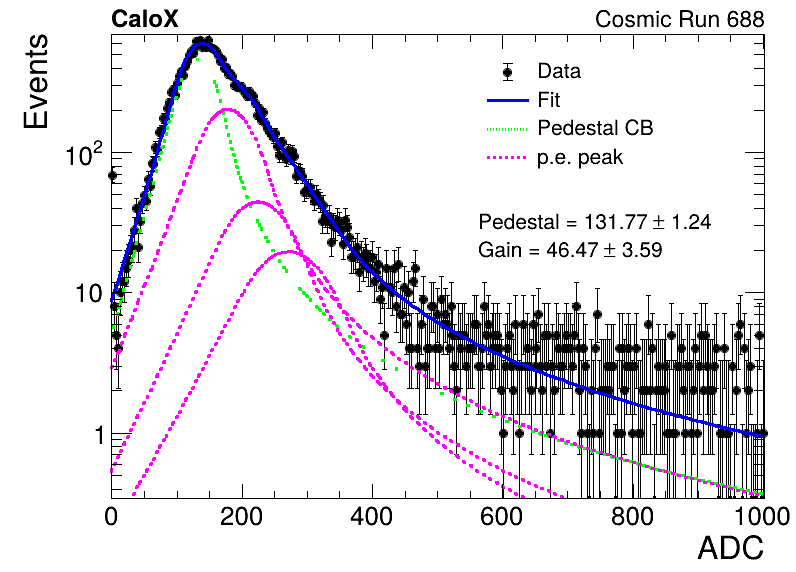 CaloX Cosmic Run 688
Events
Data
Fit
Pedestal CB
p.e. peak
Pedestal = 131.77 ± 1.24
Gain = 46.47 ± 3.59
10²
10
1
0 200 400 600 800 1000
ADC